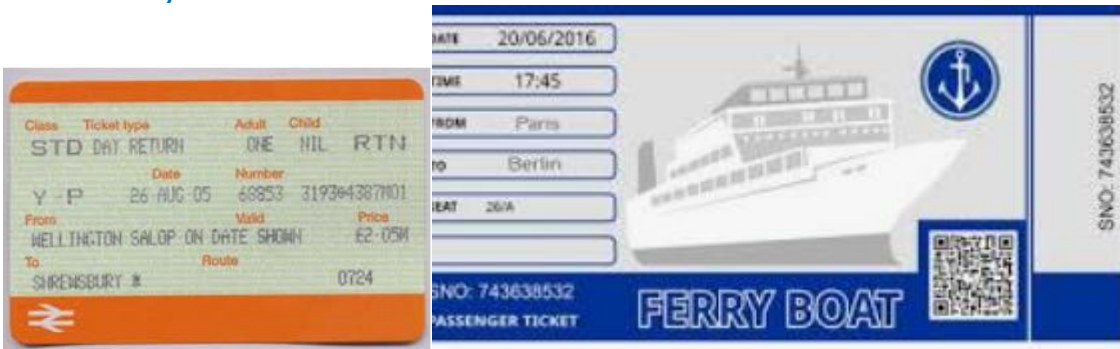 Class Ticket type Adult Child
STD DAY RETURN ONE NIL RTN
Date Number
Y-P 26 AUG 05 68853 3193#4387M01
From Valid Price
WELLINGTON SALOP ON DATE SHOWN £2·05M
To Route
SHREWSBURY * 0724
DATE 20/06/2016
TIME 17:45
FROM Paris
TO Berlin
SEAT 26/A
SNO: 743638532
PASSENGER TICKET
FERRY BOAT
SNO: 743638532